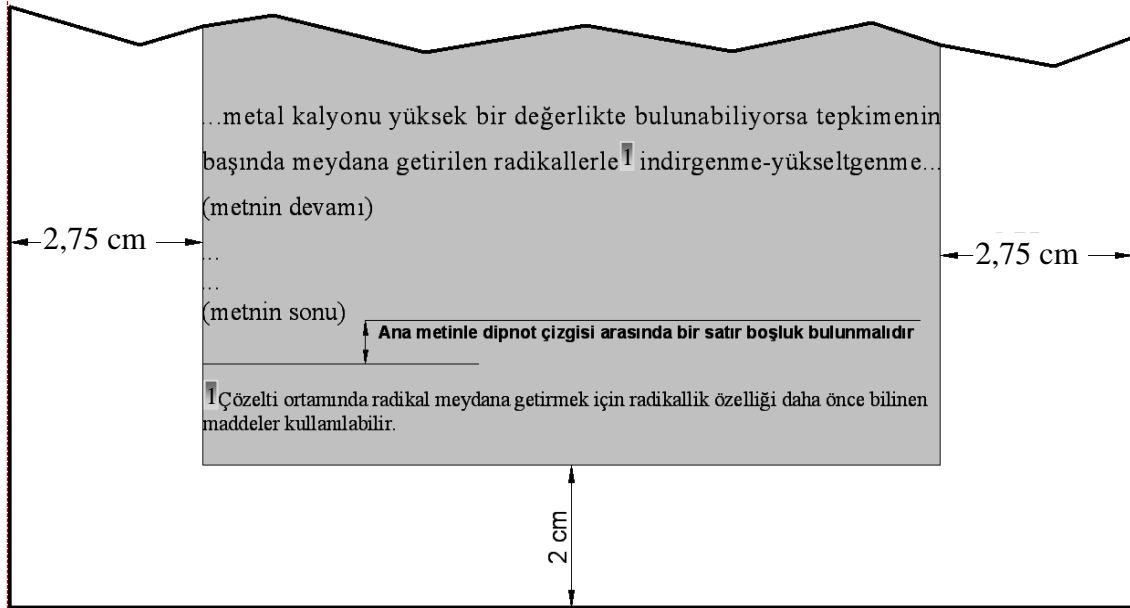 ...metal kalyonu yüksek bir değerlikte bulunabiliyorsa tepkimenin
başında meydana getirilen radikallerle1 indirgenme-yükseltgenme...
(metnin devamı)
2,75 cm
2,75 cm
...
...
(metnin sonu)
Ana metinle dipnot çizgisi arasında bir satır boşluk bulunmalıdır
1Çözelti ortamında radikal meydana getirmek için radikallik özelliği daha önce bilinen
maddeler kullanılabilir.
2 cm